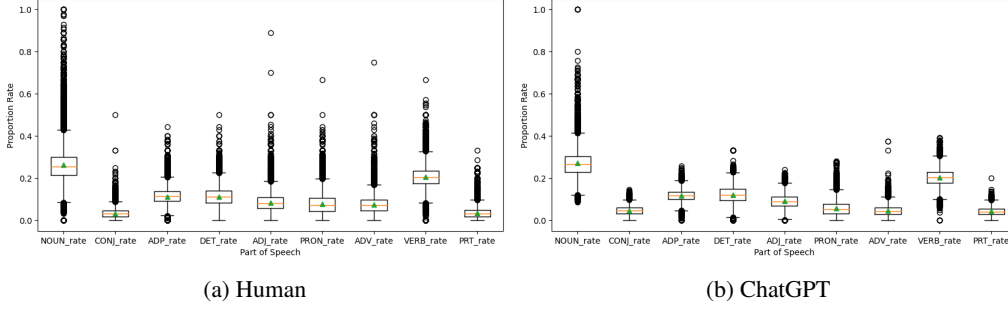 1.0
0.8
0.6
0.4
0.2
0.0
Proportion Rate
NOUN_rate CONJ_rate ADP_rate DET_rate ADJ_rate PRON_rate ADV_rate VERB_rate PRT_rate
Part of Speech
(a) Human
1.0
0.8
0.6
0.4
0.2
0.0
Proportion Rate
NOUN_rate CONJ_rate ADP_rate DET_rate ADJ_rate PRON_rate ADV_rate VERB_rate PRT_rate
Part of Speech
(b) ChatGPT